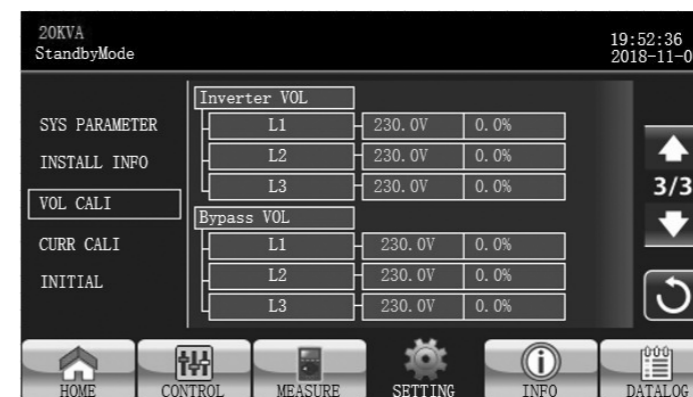 20KVA
StandbyMode
19:52:36
2018-11-0
SYS PARAMETER
INSTALL INFO
VOL CALI
CURR CALI
INITIAL
Inverter VOL
L1 230.0V 0.0%
L2 230.0V 0.0%
L3 230.0V 0.0%
Bypass VOL
L1 230.0V 0.0%
L2 230.0V 0.0%
L3 230.0V 0.0%
3/3
HOME CONTROL MEASURE SETTING INFO DATALOG